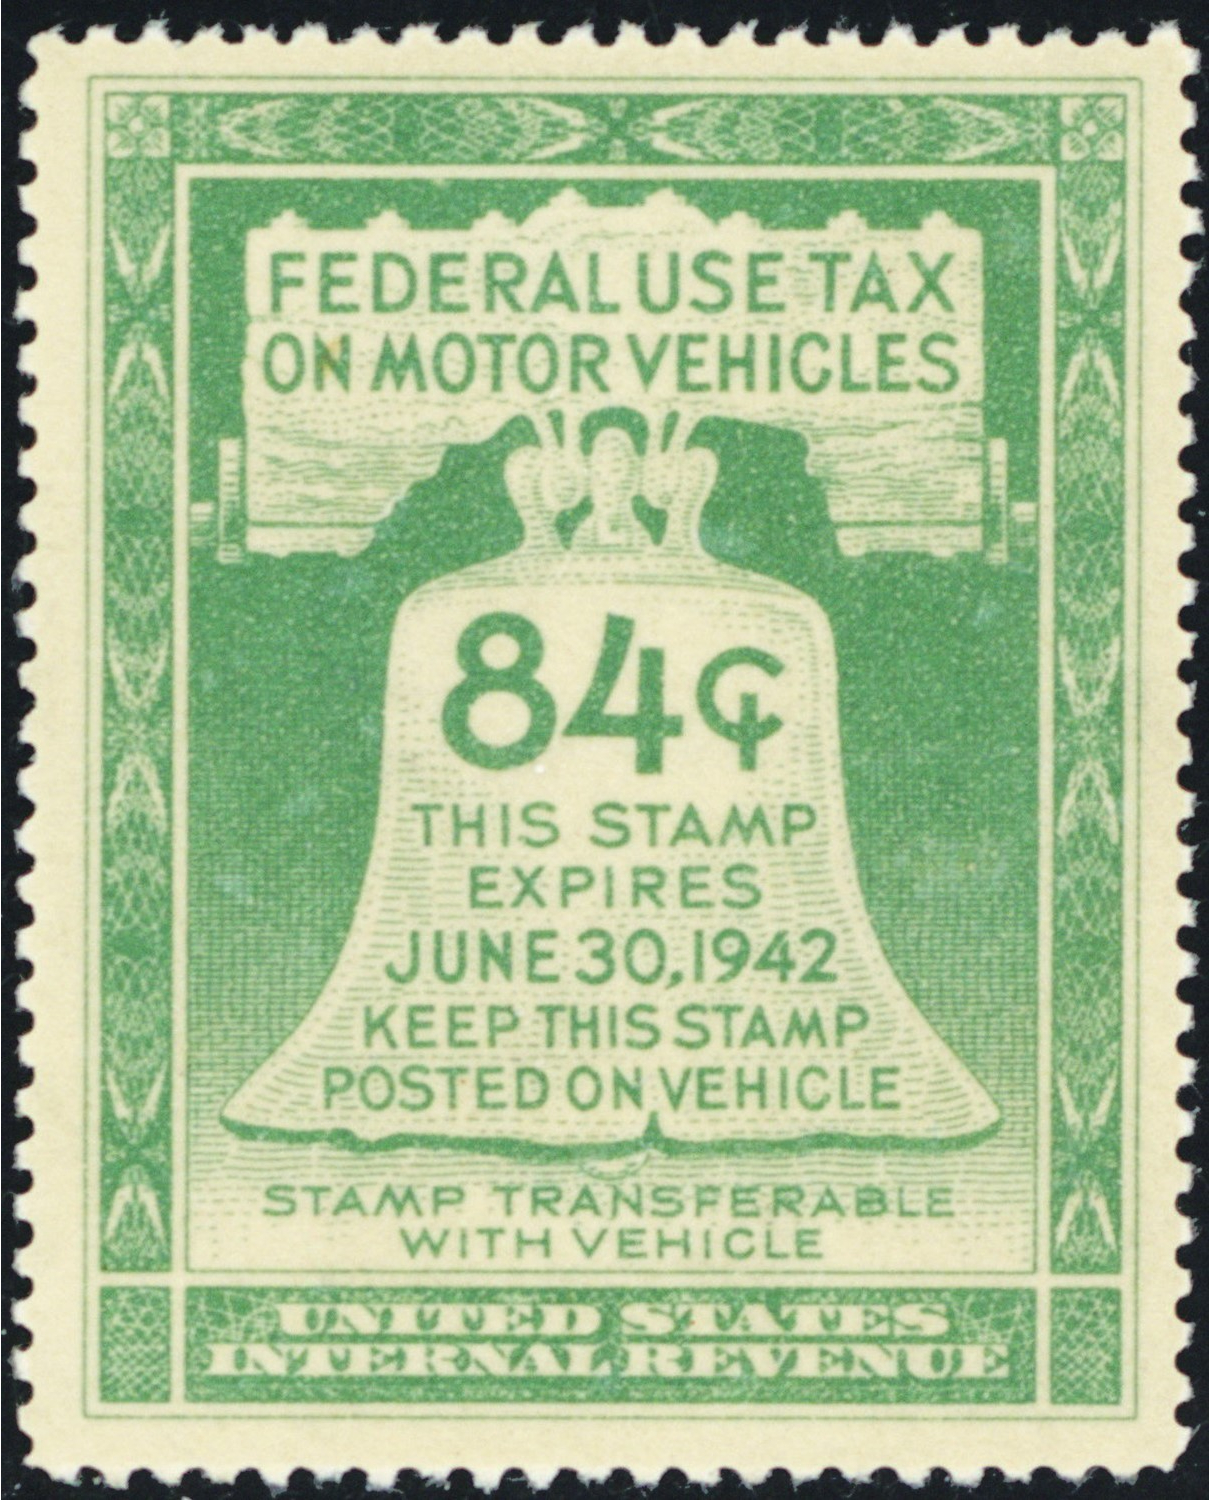 FEDERAL USE TAX
ON MOTOR VEHICLES
84¢
THIS STAMP
EXPIRES
JUNE 30, 1942
KEEP THIS STAMP
POSTED ON VEHICLE
STAMP TRANSFERABLE
WITH VEHICLE
UNITED STATES
INTERNAL REVENUE